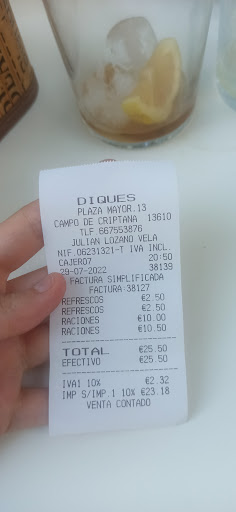 DIQUES
PLAZA MAYOR.13
CAMPO DE CRIPTANA 13610
TLF.667553876
JULIAN LOZANO VELA
NIF.06231321-T IVA INCL.
CAJERO7 20:50
29-07-2022 38139
FACTURA SIMPLIFICADA
FACTURA:38127
REFRESCOS €2.50
REFRESCOS €2.50
RACIONES €10.00
RACIONES €10.50
TOTAL €25.50
EFECTIVO €25.50
IVA1 10% €2.32
IMP S/IMP.1 10% €23.18
VENTA CONTADO